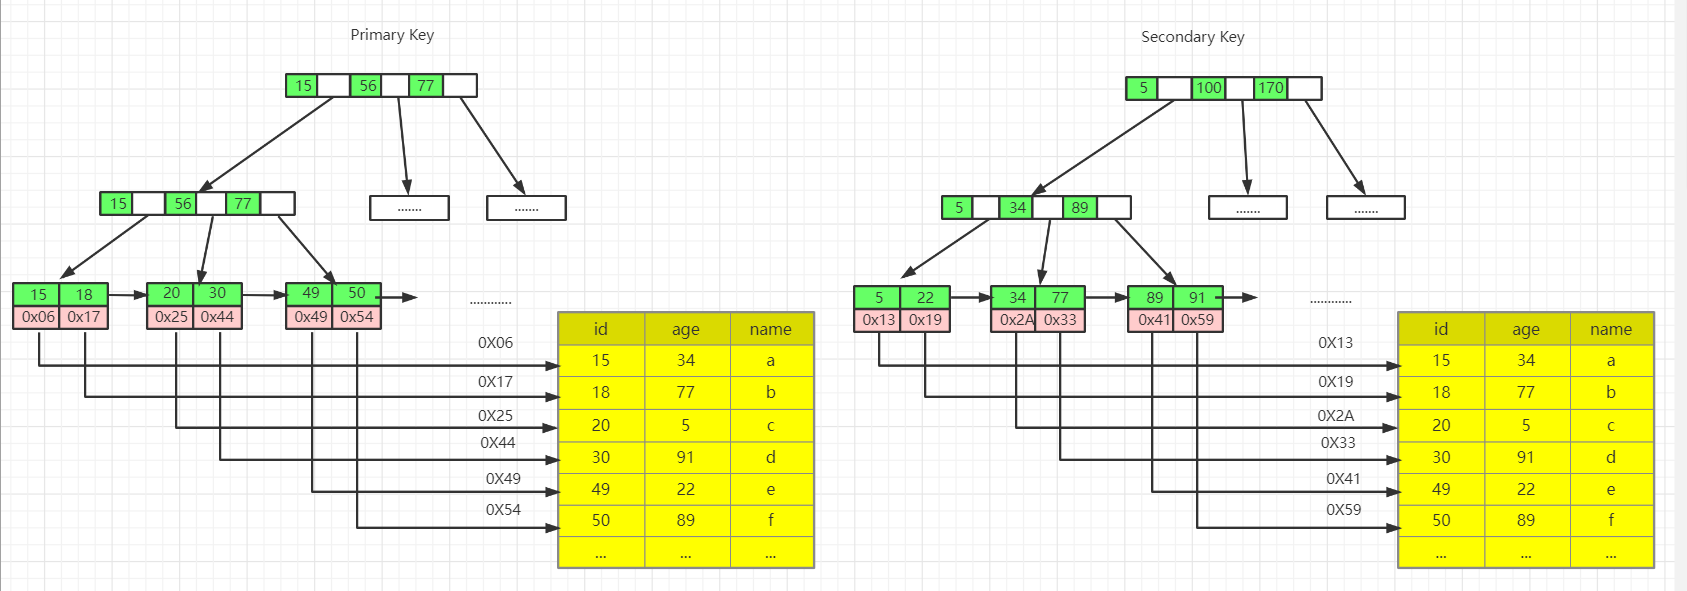 Primary Key
15 56 77
15 56 77
.......
.......
15 18 20 30 49 50
0x06 0x17 0x25 0x44 0x49 0x54
............
0X06
0X17
0X25
0X44
0X49
0X54
id age name
15 34 a
18 77 b
20 5 c
30 91 d
49 22 e
50 89 f
... ... ...
Secondary Key
5 100 170
5 34 89
.......
.......
5 22 34 77 89 91
0x13 0x19 0x2A 0x33 0x41 0x59
............
0X13
0X19
0X2A
0X33
0X41
0X59
id age name
15 34 a
18 77 b
20 5 c
30 91 d
49 22 e
50 89 f
... ... ...